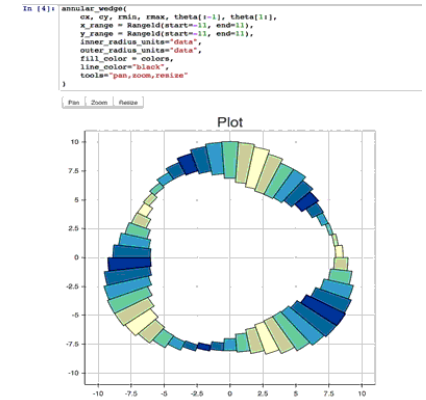 In [4]: annular_wedge(
cx, cy, rmin, rmax, theta[:-1], theta[1:],
x_range = Range1d(start=-11, end=11),
y_range = Range1d(start=-11, end=11),
inner_radius_units="data",
outer_radius_units="data",
fill_color = colors,
line_color="black",
tools="pan,zoom,resize"
)
Pan Zoom Resize
Plot
10
7.5
5
2.5
0
-2.5
-5
-7.5
-10
-10 -7.5 -5 -2.5 0 2.5 5 7.5 10